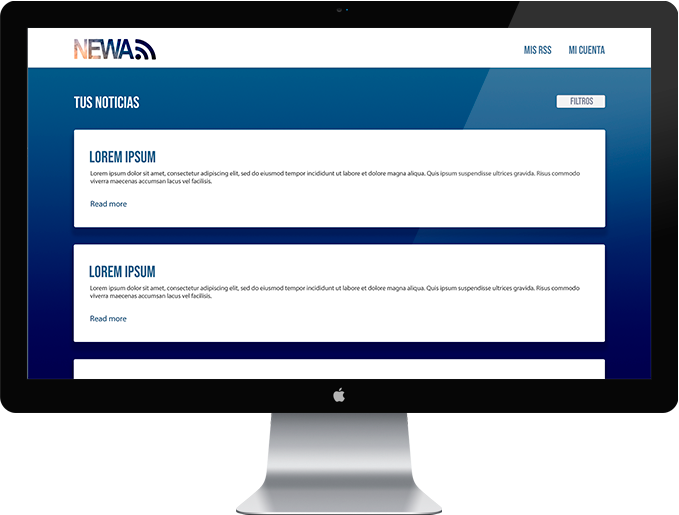 NEWA
MIS RSS MI CUENTA
TUS NOTICIAS
FILTROS
LOREM IPSUM
Lorem ipsum dolor sit amet, consectetur adipiscing elit, sed do eiusmod tempor incididunt ut labore et dolore magna aliqua. Quis ipsum suspendisse ultrices gravida. Risus commodo
viverra maecenas accumsan lacus vel facilisis.
Read more
LOREM IPSUM
Lorem ipsum dolor sit amet, consectetur adipiscing elit, sed do eiusmod tempor incididunt ut labore et dolore magna aliqua. Quis ipsum suspendisse ultrices gravida. Risus commodo
viverra maecenas accumsan lacus vel facilisis.
Read more